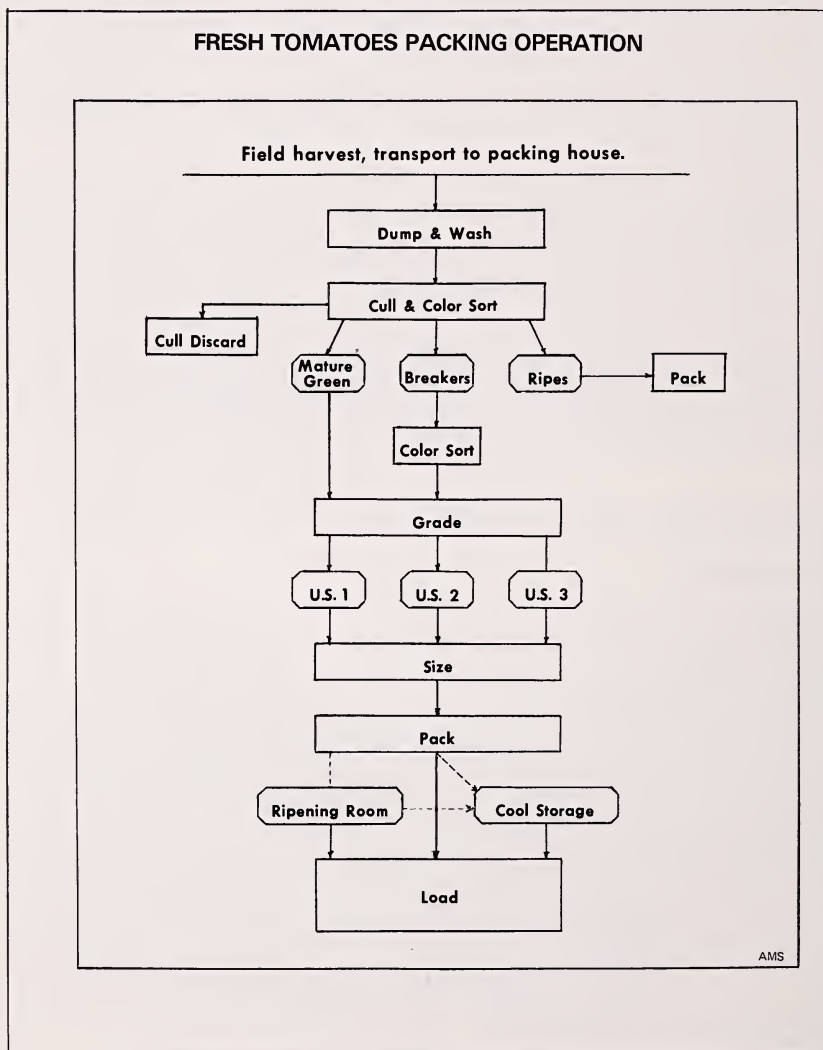 FRESH TOMATOES PACKING OPERATION
Field harvest, transport to packing house.
Dump & Wash
Cull & Color Sort
Cull Discard
Mature
Green
Breakers
Ripes
Pack
Color Sort
Grade
U.S. 1
U.S. 2
U.S. 3
Size
Pack
Ripening Room
Cool Storage
Load
AMS